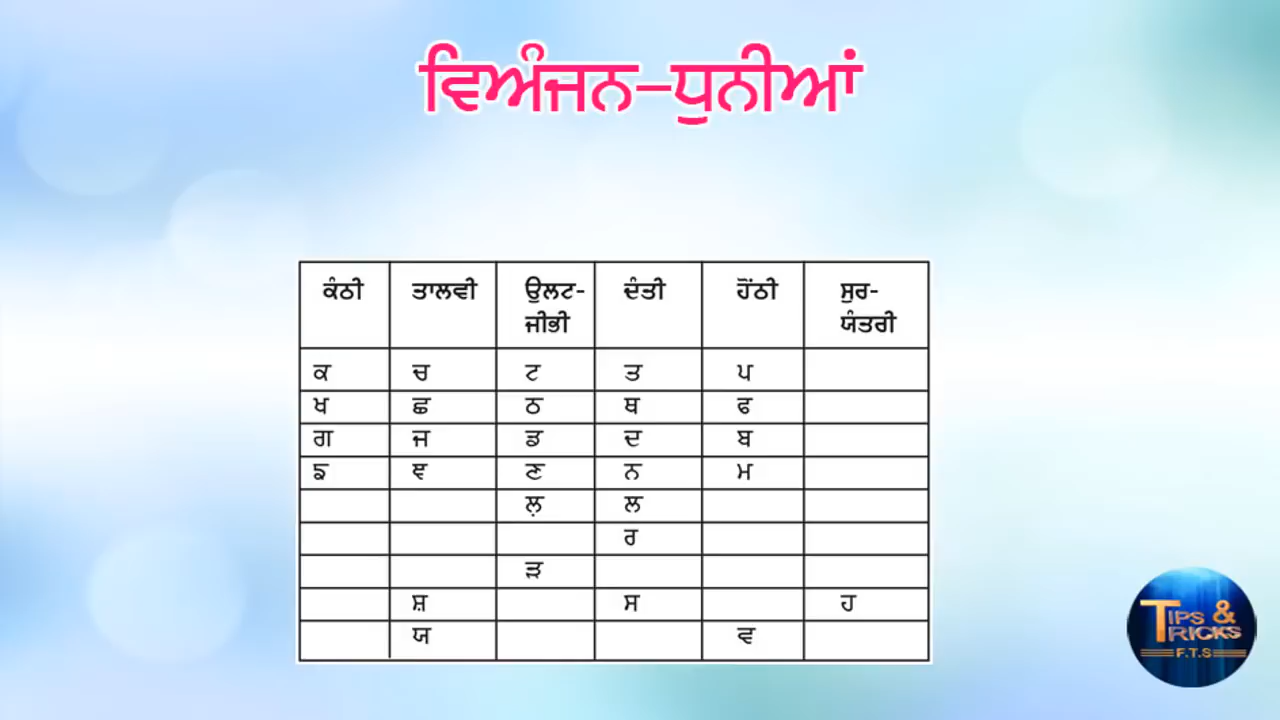 ਵਿਅੰਜਨ–ਧੁਨੀਆਂ
ਕੰਠੀ ਤਾਲਵੀ ਉਲਟ- ਦੰਤੀ ਹੋਂਠੀ ਸੁਰ-
ਜੀਭੀ ਯੰਤਰੀ
ਕ ਚ ਟ ਤ ਪ
ਖ ਛ ਠ ਥ ਫ
ਗ ਜ ਡ ਦ ਬ
ਙ ਞ ਣ ਨ ਮ
ਲ਼ ਲ
ਰ
ੜ
ਸ਼ ਸ ਹ
ਯ ਵ
TIPS &
TRICKS
F.T.S